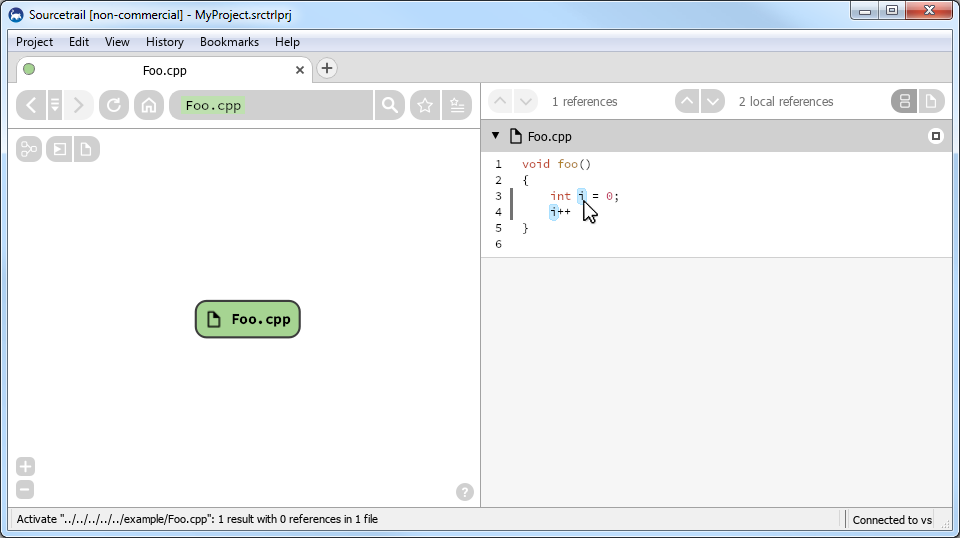 Sourcetrail [non-commercial] - MyProject.srctrlprj
Project Edit View History Bookmarks Help
Foo.cpp
Foo.cpp
1 references
2 local references
Foo.cpp
1 void foo()
2 {
3     int i = 0;
4     i++
5 }
6
Foo.cpp
?
Activate "../../../../../example/Foo.cpp": 1 result with 0 references in 1 file
Connected to vs